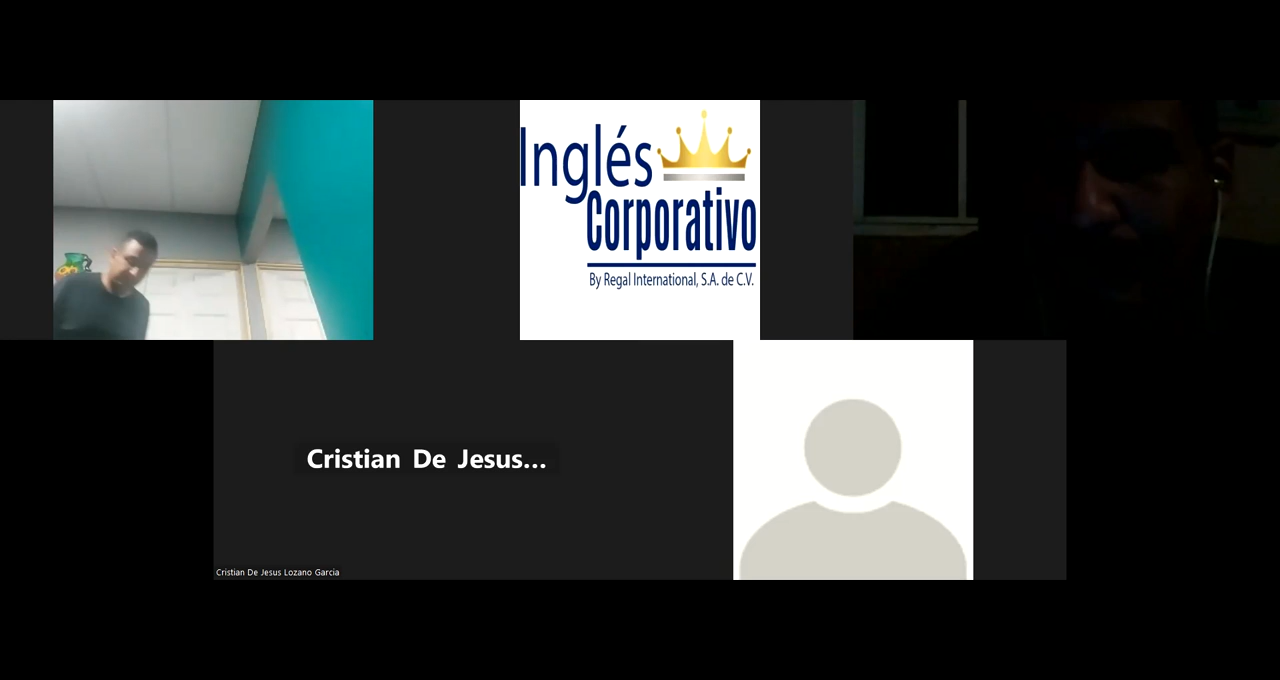 Inglés
Corporativo
By Regal International, S.A. de C.V.
Cristian De Jesus...
Cristian De Jesus Lozano Garcia